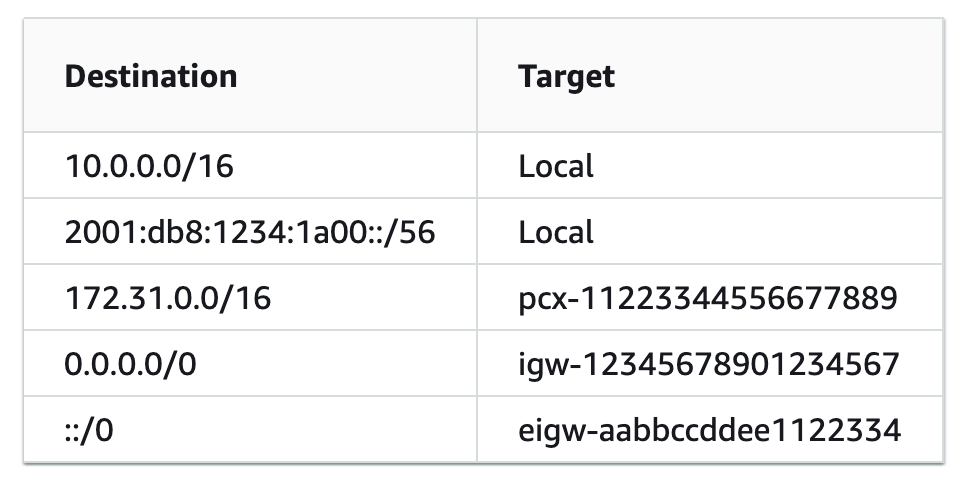 Destination Target
10.0.0.0/16 Local
2001:db8:1234:1a00::/56 Local
172.31.0.0/16 pcx-11223344556677889
0.0.0.0/0 igw-12345678901234567
::/0 eigw-aabbccddee1122334